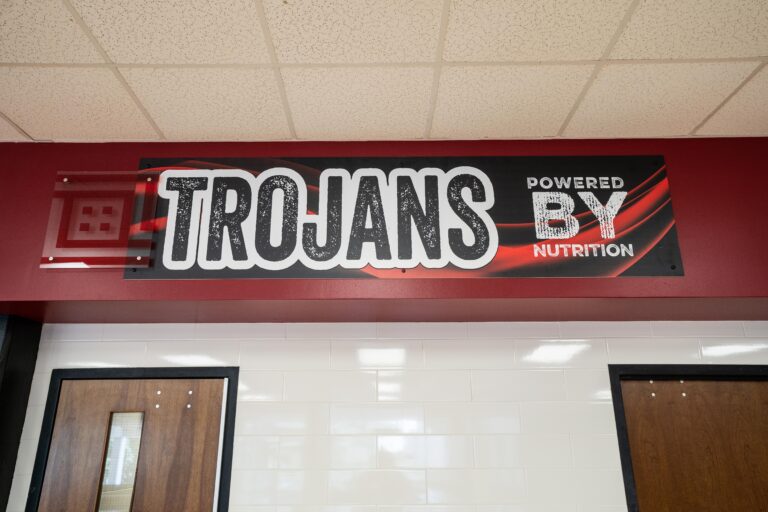 TROJANS
POWERED
BY
NUTRITION